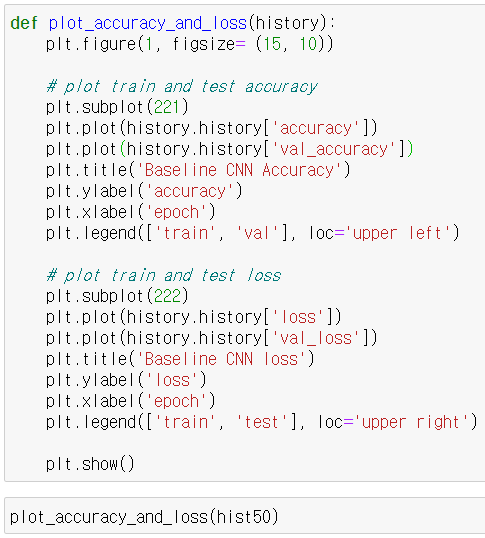 def plot_accuracy_and_loss(history):
    plt.figure(1, figsize= (15, 10))
    # plot train and test accuracy
    plt.subplot(221)
    plt.plot(history.history['accuracy'])
    plt.plot(history.history['val_accuracy'])
    plt.title('Baseline CNN Accuracy')
    plt.ylabel('accuracy')
    plt.xlabel('epoch')
    plt.legend(['train', 'val'], loc='upper left')
    # plot train and test loss
    plt.subplot(222)
    plt.plot(history.history['loss'])
    plt.plot(history.history['val_loss'])
    plt.title('Baseline CNN loss')
    plt.ylabel('loss')
    plt.xlabel('epoch')
    plt.legend(['train', 'test'], loc='upper right')
    plt.show()
plot_accuracy_and_loss(hist50)